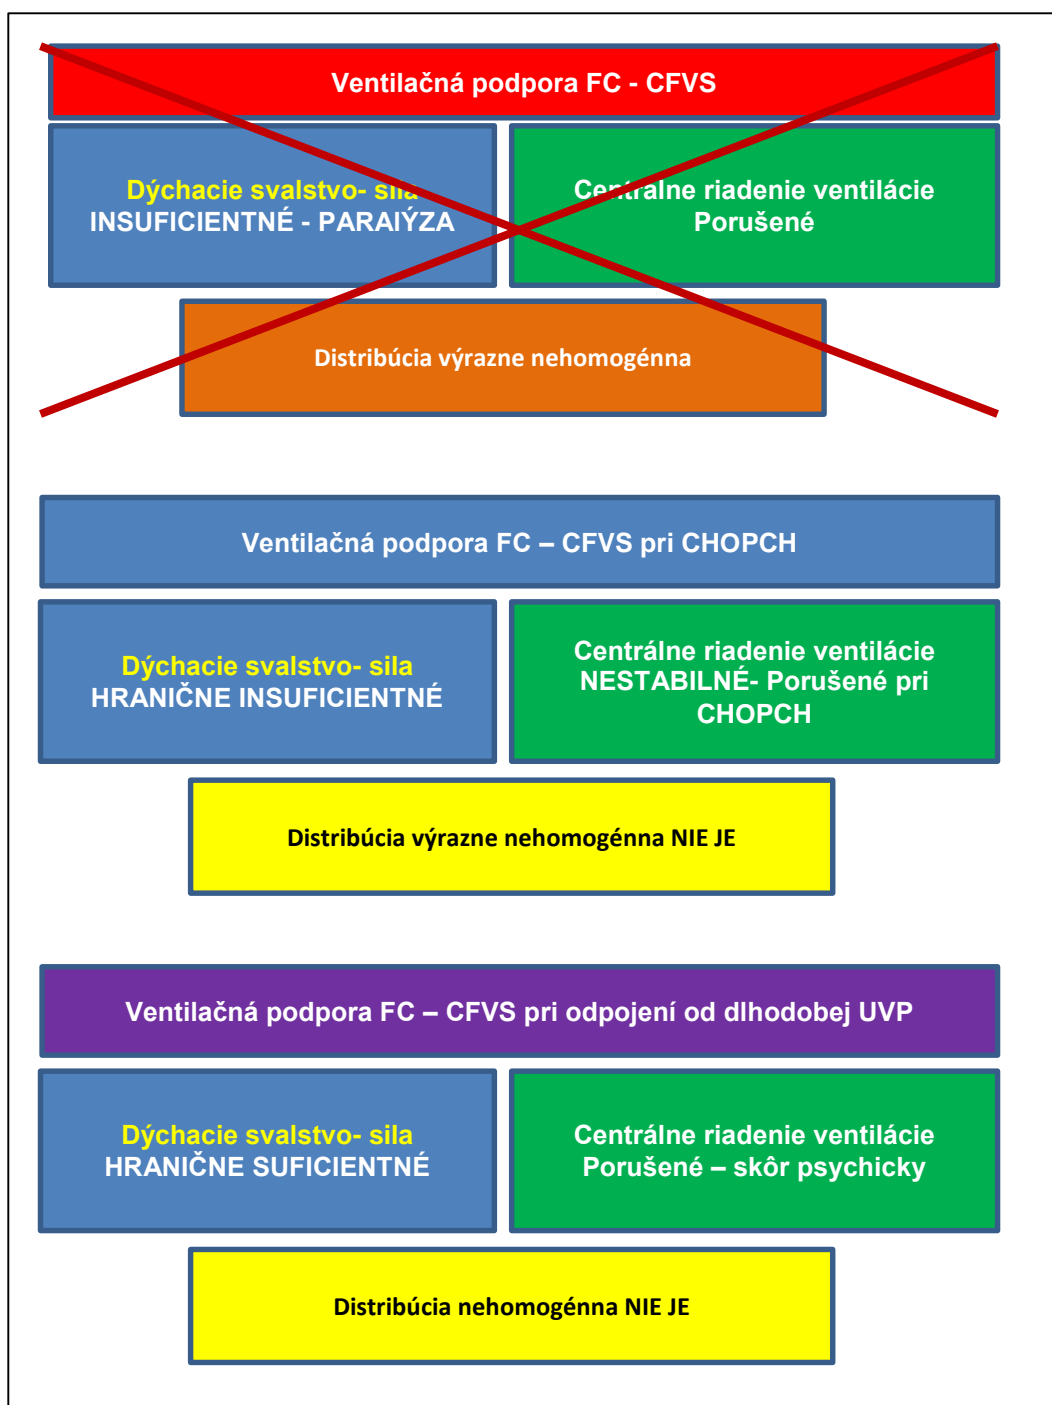 Ventilačná podpora FC - CFVS
Dýchacie svalstvo- sila
INSUFICIENTNÉ - PARAIÝZA
Centrálne riadenie ventilácie
Porušené
Distribúcia výrazne nehomogénna
Ventilačná podpora FC – CFVS pri CHOPCH
Dýchacie svalstvo- sila
HRANIČNE INSUFICIENTNÉ
Centrálne riadenie ventilácie
NESTABILNÉ- Porušené pri
CHOPCH
Distribúcia výrazne nehomogénna NIE JE
Ventilačná podpora FC – CFVS pri odpojení od dlhodobej UVP
Dýchacie svalstvo- sila
HRANIČNE SUFICIENTNÉ
Centrálne riadenie ventilácie
Porušené – skôr psychicky
Distribúcia nehomogénna NIE JE